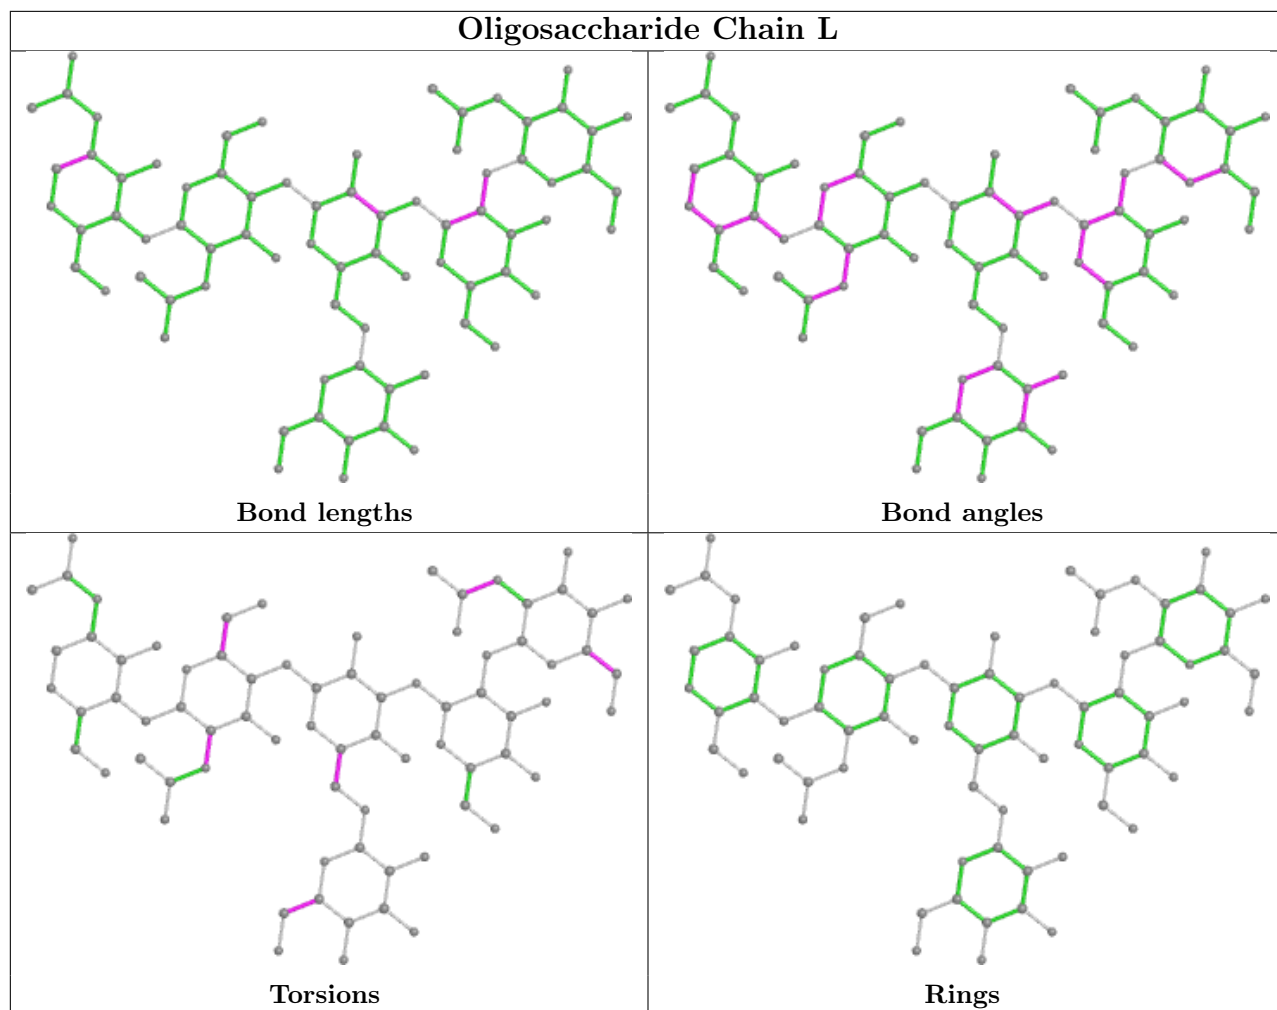 Oligosaccharide Chain L
Bond lengths
Bond angles
Torsions
Rings